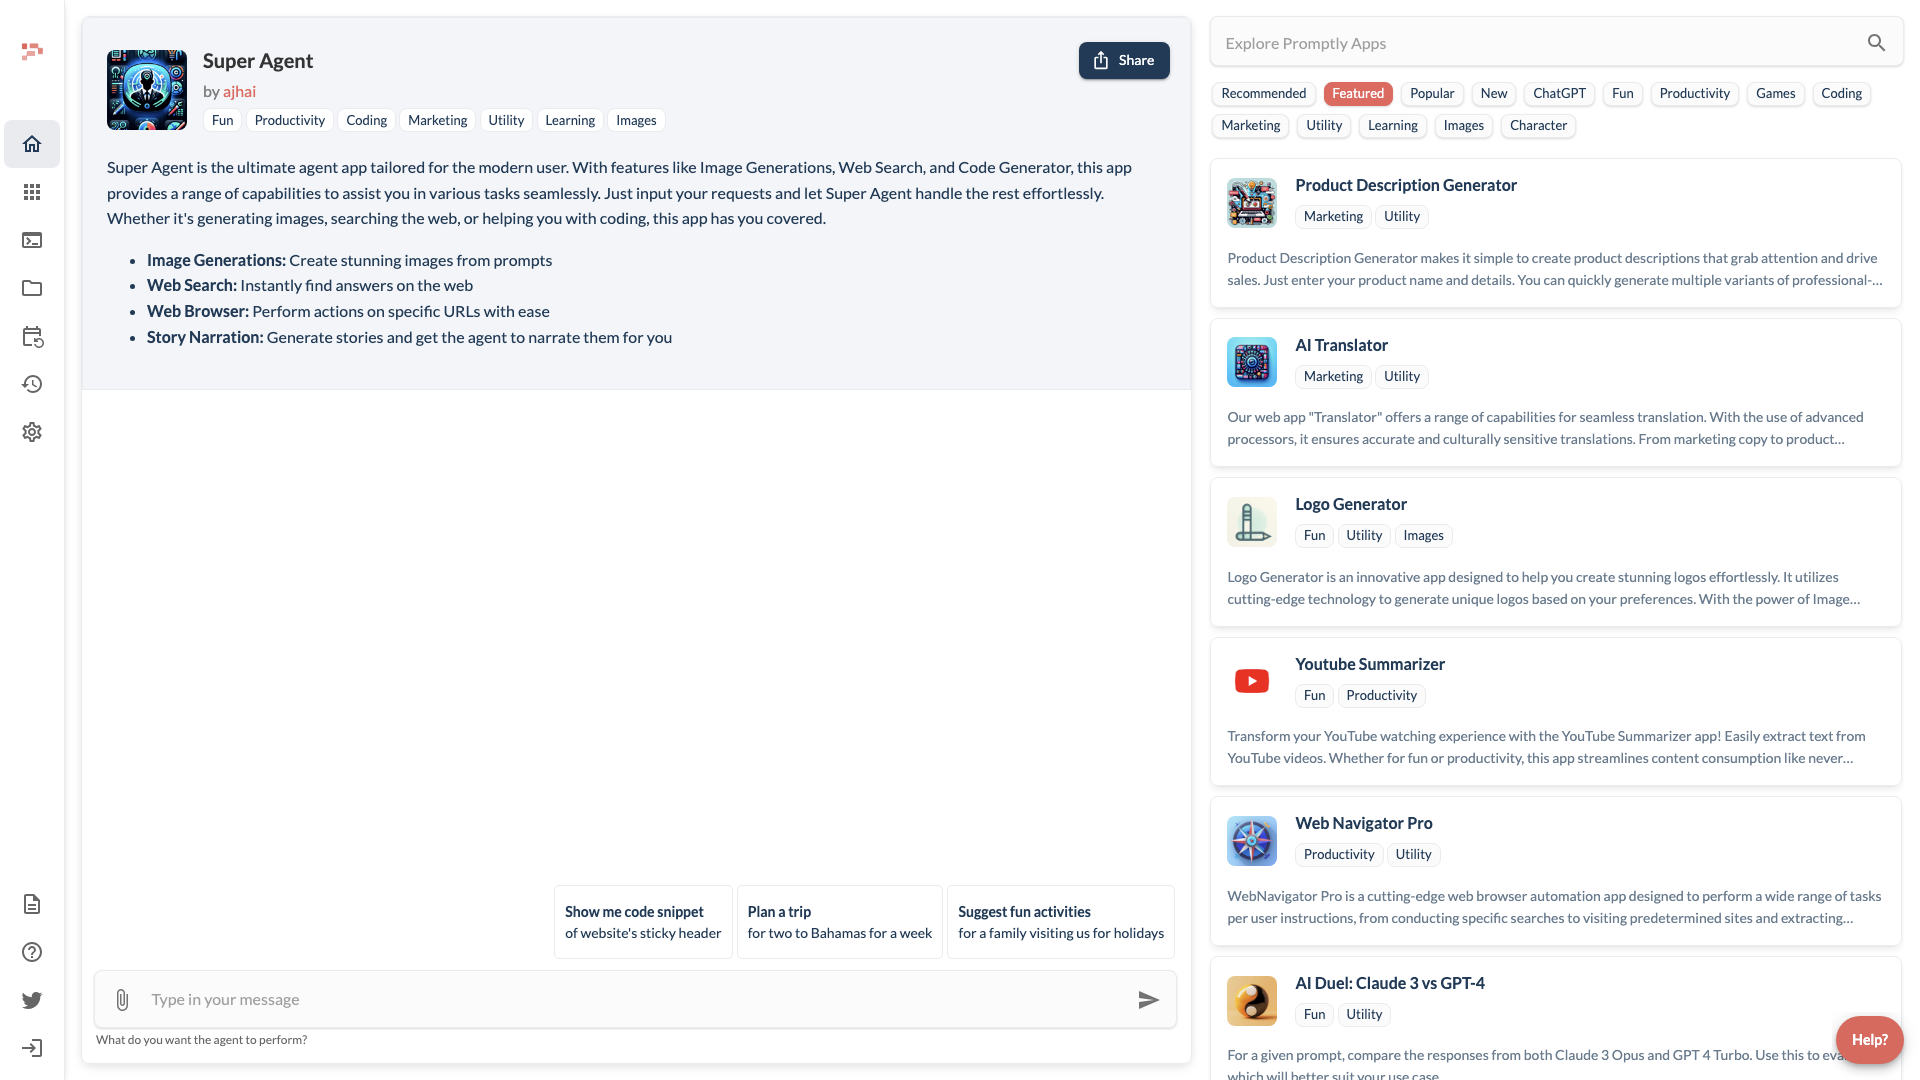 Super Agent
by ajhai
Fun Productivity Coding Marketing Utility Learning Images
Share
Super Agent is the ultimate agent app tailored for the modern user. With features like Image Generations, Web Search, and Code Generator, this app
provides a range of capabilities to assist you in various tasks seamlessly. Just input your requests and let Super Agent handle the rest effortlessly.
Whether it's generating images, searching the web, or helping you with coding, this app has you covered.
• Image Generations: Create stunning images from prompts
• Web Search: Instantly find answers on the web
• Web Browser: Perform actions on specific URLs with ease
• Story Narration: Generate stories and get the agent to narrate them for you
Show me code snippet
of website's sticky header
Plan a trip
for two to Bahamas for a week
Suggest fun activities
for a family visiting us for holidays
Type in your message
What do you want the agent to perform?
Explore Promptly Apps
Recommended Featured Popular New ChatGPT Fun Productivity Games Coding
Marketing Utility Learning Images Character
Product Description Generator
Marketing Utility
Product Description Generator makes it simple to create product descriptions that grab attention and drive
sales. Just enter your product name and details. You can quickly generate multiple variants of professional-...
AI Translator
Marketing Utility
Our web app "Translator" offers a range of capabilities for seamless translation. With the use of advanced
processors, it ensures accurate and culturally sensitive translations. From marketing copy to product...
Logo Generator
Fun Utility Images
Logo Generator is an innovative app designed to help you create stunning logos effortlessly. It utilizes
cutting-edge technology to generate unique logos based on your preferences. With the power of Image...
Youtube Summarizer
Fun Productivity
Transform your YouTube watching experience with the YouTube Summarizer app! Easily extract text from
YouTube videos. Whether for fun or productivity, this app streamlines content consumption like never...
Web Navigator Pro
Productivity Utility
WebNavigator Pro is a cutting-edge web browser automation app designed to perform a wide range of tasks
per user instructions, from conducting specific searches to visiting predetermined sites and extracting...
AI Duel: Claude 3 vs GPT-4
Fun Utility
For a given prompt, compare the responses from both Claude 3 Opus and GPT 4 Turbo. Use this to eva
which will better suit your use case.
Help?